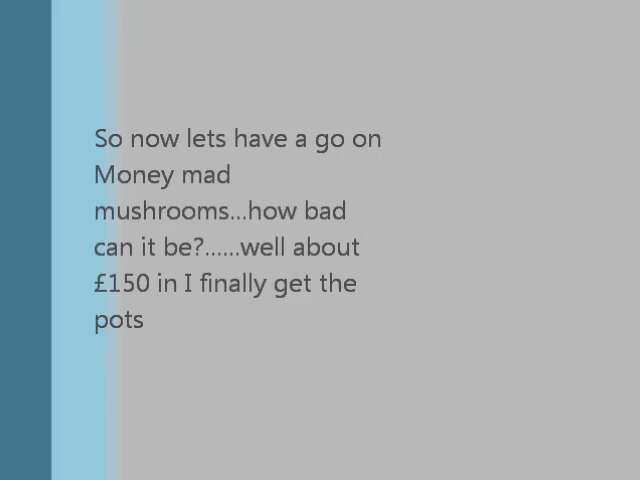 So now lets have a go on
Money mad
mushrooms...how bad
can it be?......well about
£150 in I finally get the
pots